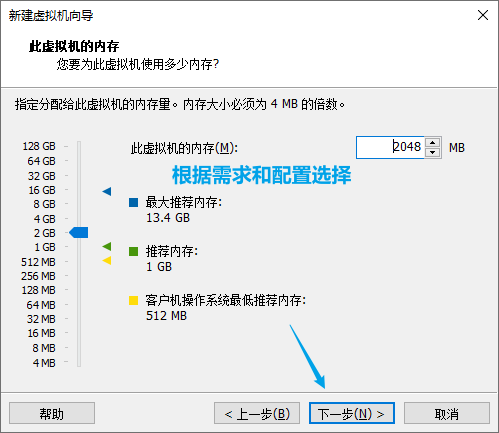 新建虚拟机向导
此虚拟机的内存
您要为此虚拟机使用多少内存?
指定分配给此虚拟机的内存量。内存大小必须为 4 MB 的倍数。
128 GB
64 GB
32 GB
16 GB
8 GB
4 GB
2 GB
1 GB
512 MB
256 MB
128 MB
64 MB
32 MB
16 MB
8 MB
4 MB
此虚拟机的内存(M):
2048
MB
根据需求和配置选择
最大推荐内存:
13.4 GB
推荐内存:
1 GB
客户机操作系统最低推荐内存:
512 MB
帮助
< 上一步(B)
下一步(N) >
取消